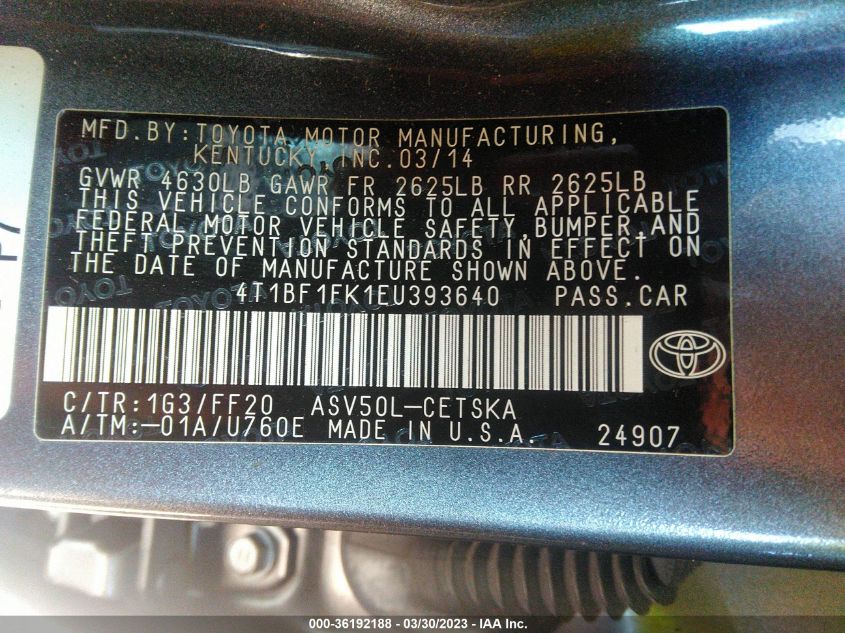 MFD.BY:TOYOTA MOTOR MANUFACTURING,
KENTUCKY, INC.03/14
GVWR 4630LB GAWR FR 2625LB RR 2625LB
THIS VEHICLE CONFORMS TO ALL APPLICABLE
FEDERAL MOTOR VEHICLE SAFETY,BUMPER,AND
THEFT PREVENTION STANDARDS IN EFFECT ON
THE DATE OF MANUFACTURE SHOWN ABOVE.
4T1BF1FK1EU393640 PASS.CAR
C/TR:1G3/FF20 ASV50L-CETSKA
A/TM:-01A/U760E MADE IN U.S.A. 24907
000-36192188 - 03/30/2023 - IAA Inc.